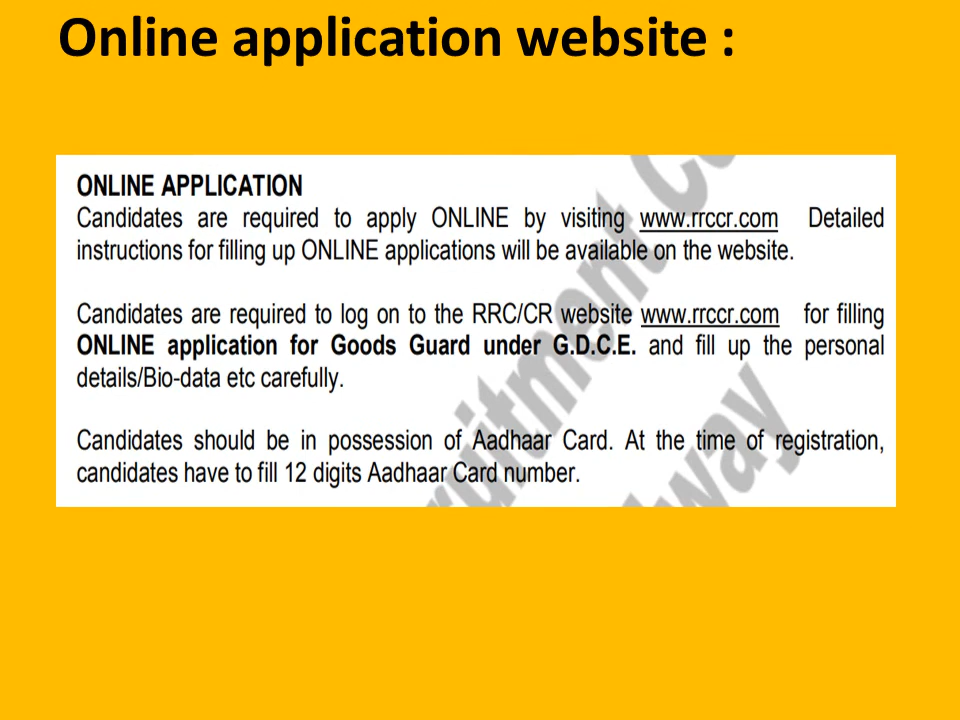 Online application website :
ONLINE APPLICATION
Candidates are required to apply ONLINE by visiting www.rrccr.com Detailed
instructions for filling up ONLINE applications will be available on the website.
Candidates are required to log on to the RRC/CR website www.rrccr.com for filling
ONLINE application for Goods Guard under G.D.C.E. and fill up the personal
details/Bio-data etc carefully.
Candidates should be in possession of Aadhaar Card. At the time of registration,
candidates have to fill 12 digits Aadhaar Card number.